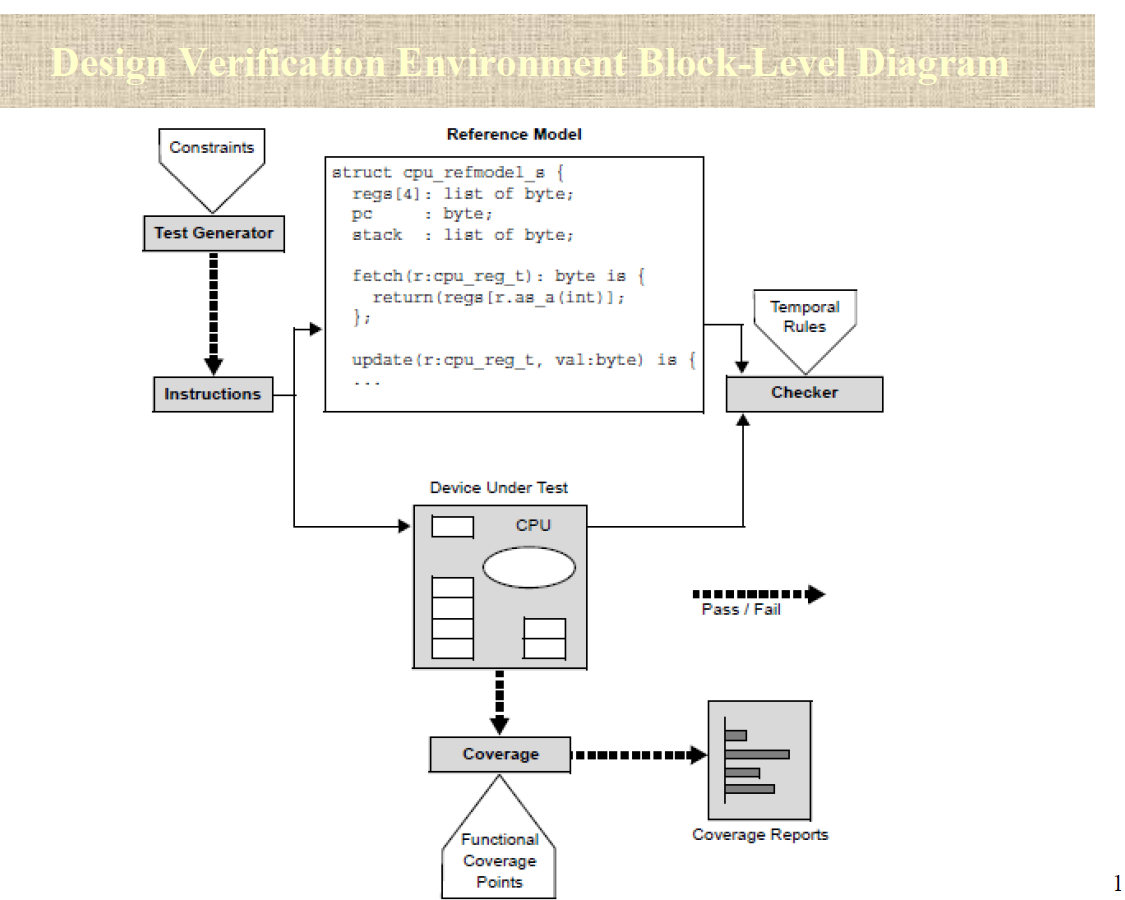 Design Verification Environment Block-Level Diagram
Constraints
Test Generator
Instructions
Reference Model
struct cpu_refmodel_s {
regs[4]: list of byte;
pc : byte;
stack : list of byte;
fetch(r:cpu_reg_t): byte is {
return(regs[r.as_a(int)];
};
update(r:cpu_reg_t, val:byte) is {
...
Temporal
Rules
Checker
Device Under Test
CPU
Pass / Fail
Coverage
Functional
Coverage
Points
Coverage Reports
1